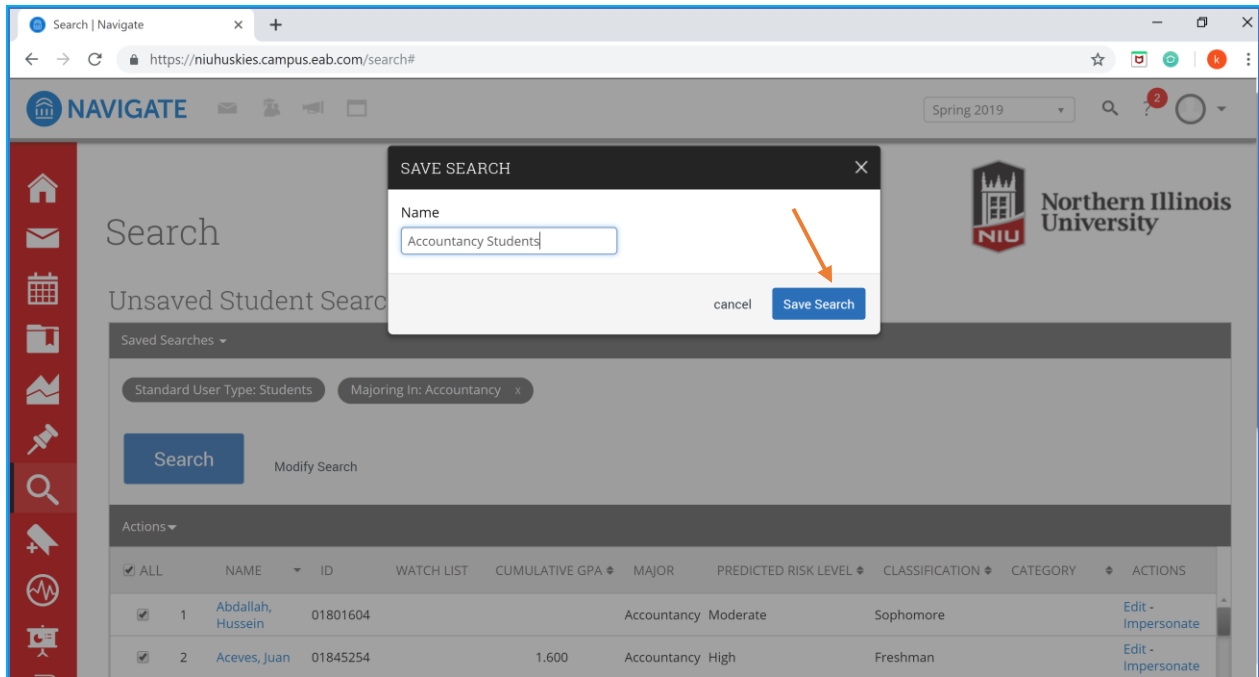 Search | Navigate
https://niuhuskies.campus.eab.com/search#
k
NAVIGATE
Spring 2019
? 2
SAVE SEARCH
Name
Accountancy Students
cancel Save Search
NIU
Northern Illinois
University
Search
Unsaved Student Searc
Saved Searches
Standard User Type: Students Majoring In: Accountancy x
Search Modify Search
Actions
ALL NAME ID WATCH LIST CUMULATIVE GPA MAJOR PREDICTED RISK LEVEL CLASSIFICATION CATEGORY ACTIONS
1 Abdallah, Hussein 01801604 Accountancy Moderate Sophomore Edit - Impersonate
2 Aceves, Juan 01845254 1.600 Accountancy High Freshman Edit - Impersonate